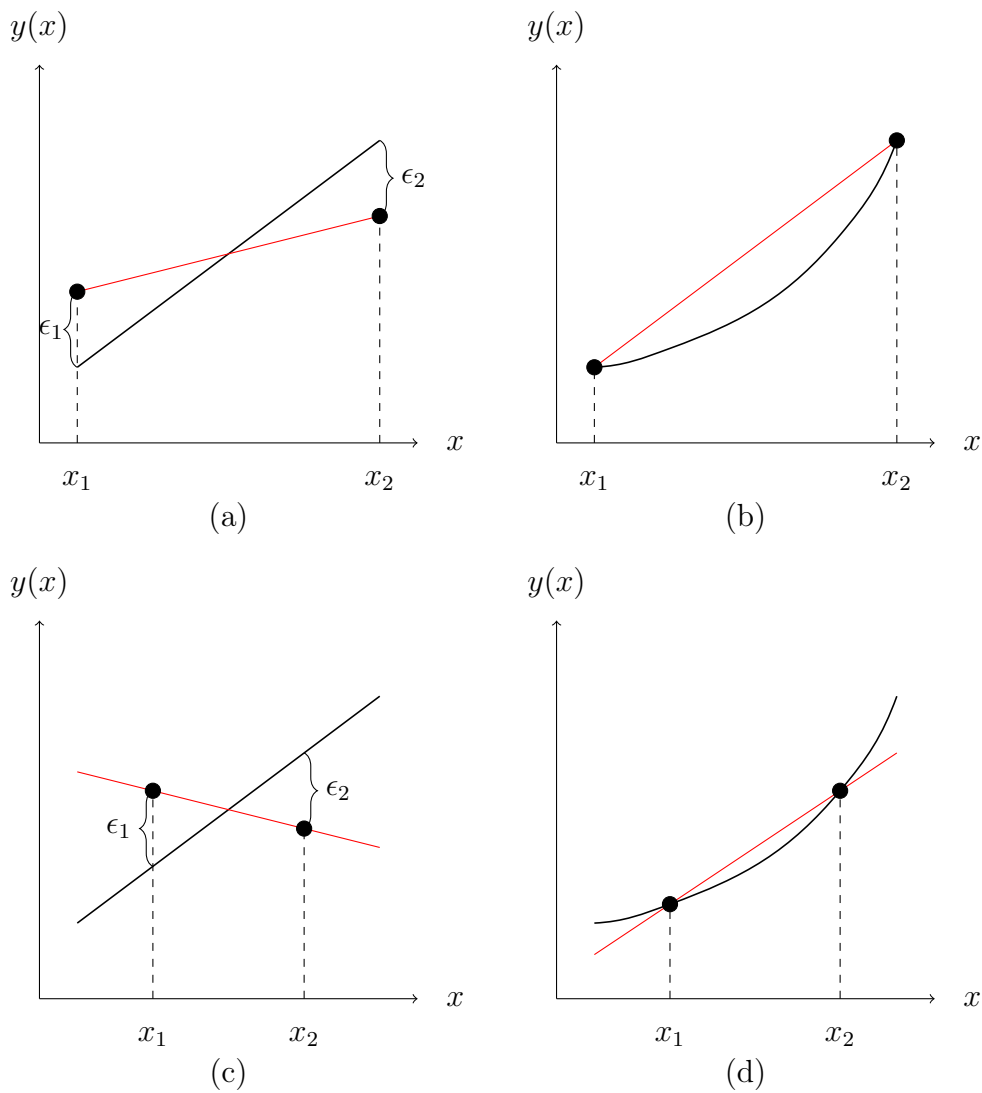 y(x) y(x)
ϵ₂
ϵ₁
x x
x₁ x₂ x₁ x₂
(a) (b)
y(x) y(x)
ϵ₂
ϵ₁
x x
x₁ x₂ x₁ x₂
(c) (d)